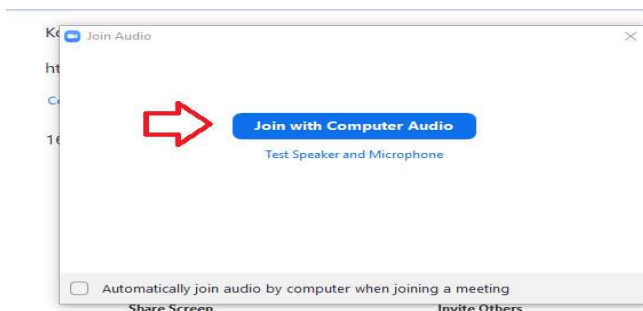 Join Audio
Join with Computer Audio
Test Speaker and Microphone
Automatically join audio by computer when joining a meeting
Share Screen
Invite Others